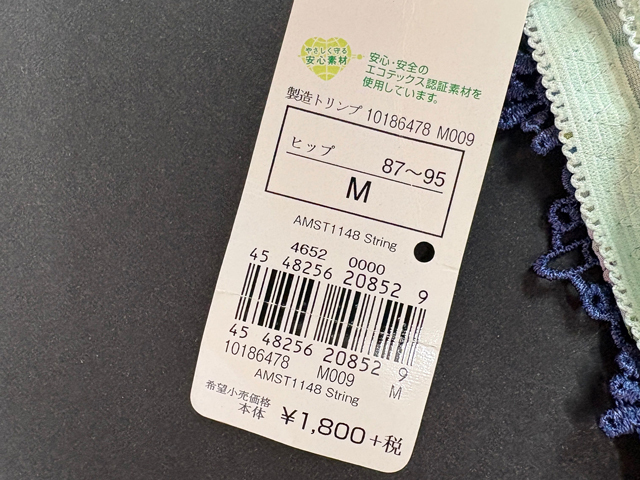 やさしく守る
安心素材
安心・安全の
エコテックス認証素材を
使用しています。
製造トリンプ 10186478 M009
ヒップ 87～95
M
AMST1148 String
4652 0000
45 48256 20852 9
45 48256 20852 9
10186478 M009 M
AMST1148 String
希望小売価格
本体 ¥1,800+税